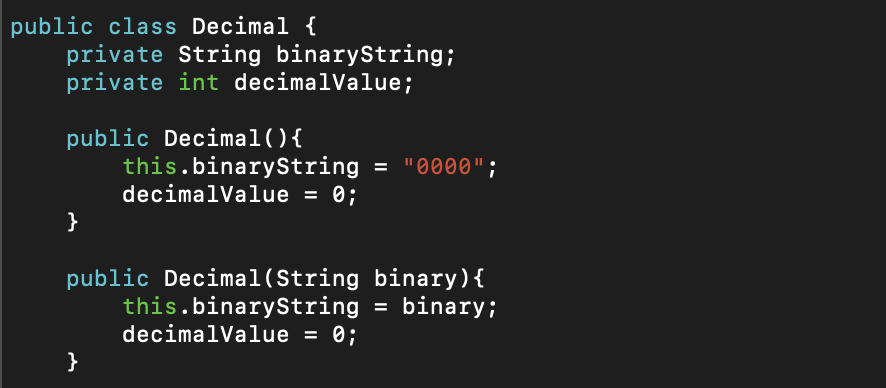 public class Decimal {
    private String binaryString;
    private int decimalValue;

    public Decimal(){
        this.binaryString = "0000";
        decimalValue = 0;
    }

    public Decimal(String binary){
        this.binaryString = binary;
        decimalValue = 0;
    }